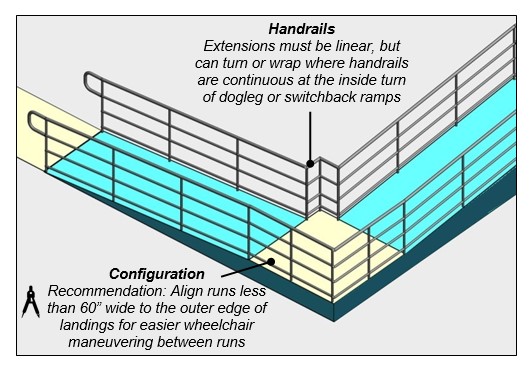 Handrails
Extensions must be linear, but
can turn or wrap where handrails
are continuous at the inside turn
of dogleg or switchback ramps
Configuration
Recommendation: Align runs less
than 60” wide to the outer edge of
landings for easier wheelchair
maneuvering between runs